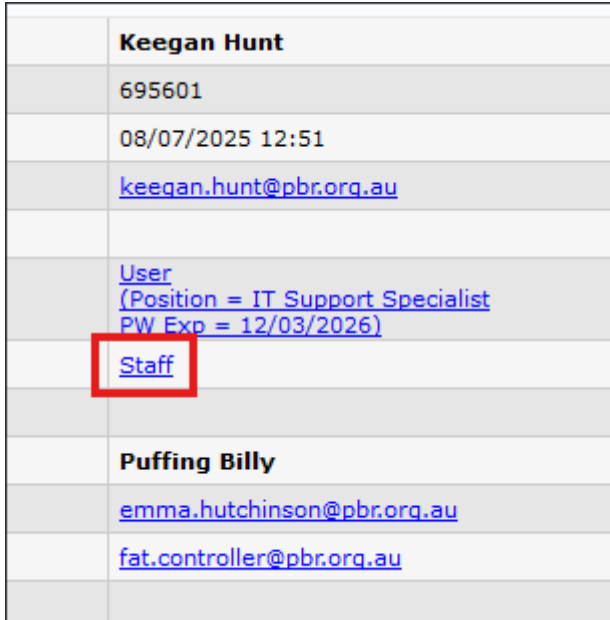 Keegan Hunt
695601
08/07/2025 12:51
keegan.hunt@pbr.org.au
User
(Position = IT Support Specialist
PW Exp = 12/03/2026)
Staff
Puffing Billy
emma.hutchinson@pbr.org.au
fat.controller@pbr.org.au